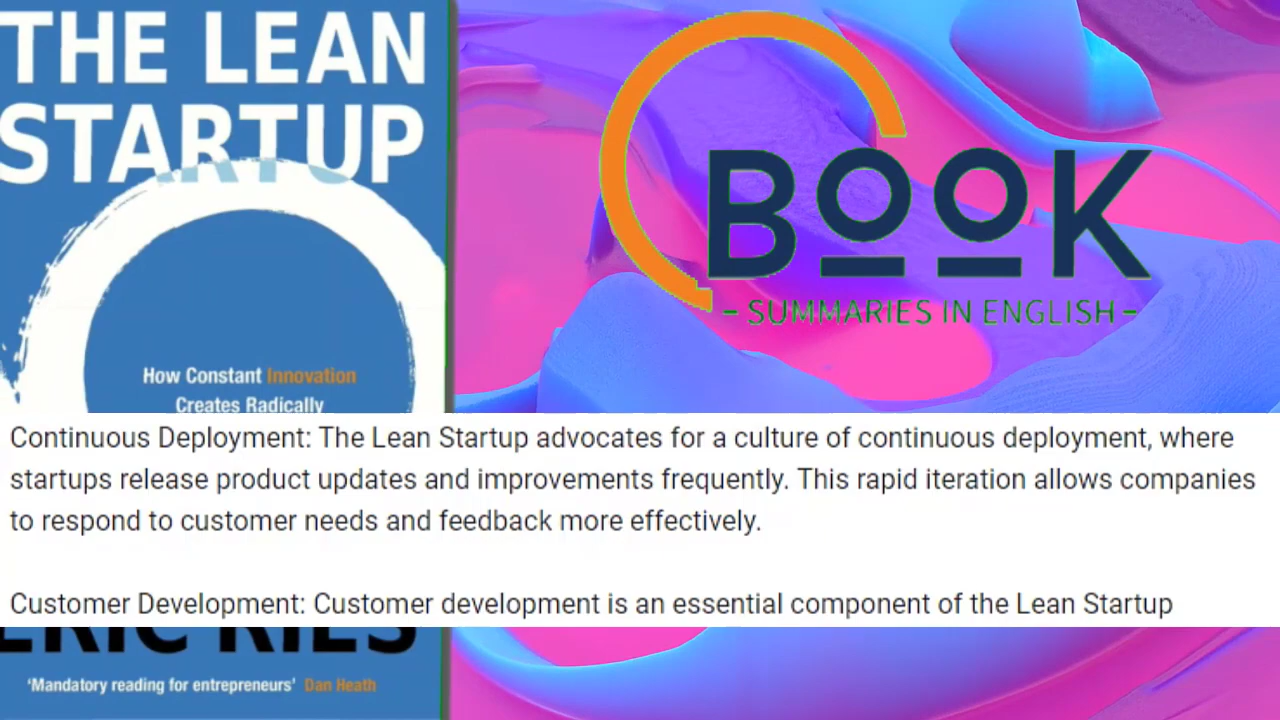 THE LEAN
STARTUP
How Constant Innovation
Creates Radically
BOOK
- SUMMARIES IN ENGLISH -
Continuous Deployment: The Lean Startup advocates for a culture of continuous deployment, where
startups release product updates and improvements frequently. This rapid iteration allows companies
to respond to customer needs and feedback more effectively.
Customer Development: Customer development is an essential component of the Lean Startup
ERIC RIES
'Mandatory reading for entrepreneurs' Dan Heath